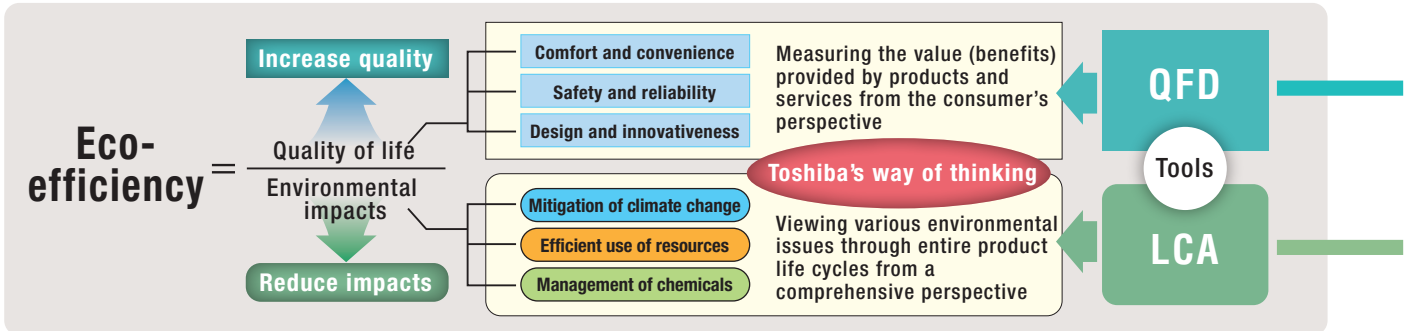 Eco-
efficiency
=
Increase quality
Quality of life
Environmental
impacts
Reduce impacts
Comfort and convenience
Safety and reliability
Design and innovativeness
Measuring the value (benefits)
provided by products and
services from the consumer’s
perspective
Toshiba’s way of thinking
Mitigation of climate change
Efficient use of resources
Management of chemicals
Viewing various environmental
issues through entire product
life cycles from a
comprehensive perspective
QFD
Tools
LCA